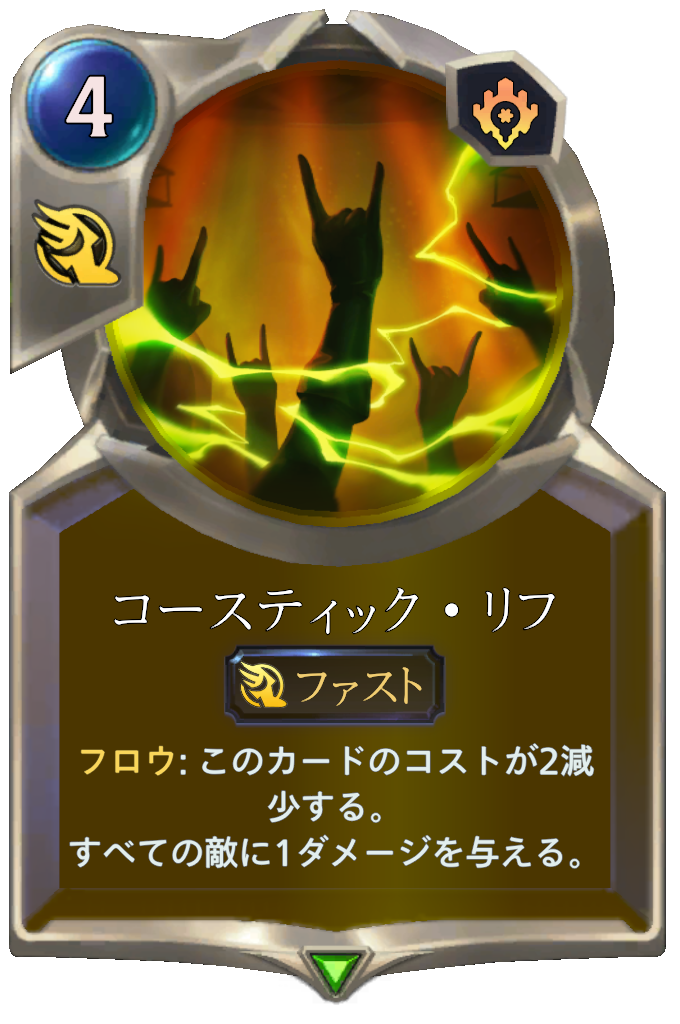 4
コースティック・リフ
ファスト
フロウ: このカードのコストが2減
少する。
すべての敵に1ダメージを与える。